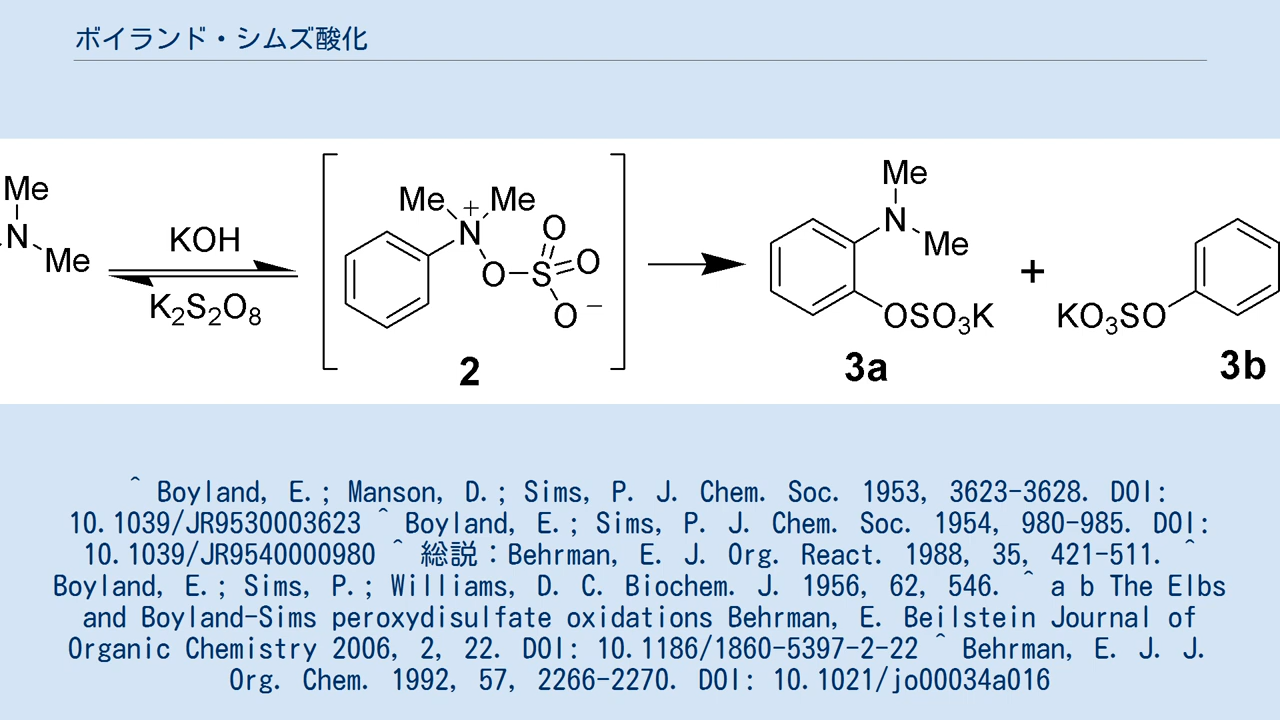 ボイランド・シムズ酸化
Me
N
Me
KOH
K2S2O8
Me
+
Me
N
O
S
O
O
O
−
2
Me
N
Me
OSO3K
3a
+
KO3SO
3b
^ Boyland, E.; Manson, D.; Sims, P. J. Chem. Soc. 1953, 3623-3628. DOI:
10.1039/JR9530003623 ^ Boyland, E.; Sims, P. J. Chem. Soc. 1954, 980-985. DOI:
10.1039/JR9540000980 ^ 総説：Behrman, E. J. Org. React. 1988, 35, 421-511. ^
Boyland, E.; Sims, P.; Williams, D. C. Biochem. J. 1956, 62, 546. ^ a b The Elbs
and Boyland-Sims peroxydisulfate oxidations Behrman, E. Beilstein Journal of
Organic Chemistry 2006, 2, 22. DOI: 10.1186/1860-5397-2-22 ^ Behrman, E. J. J.
Org. Chem. 1992, 57, 2266-2270. DOI: 10.1021/jo00034a016